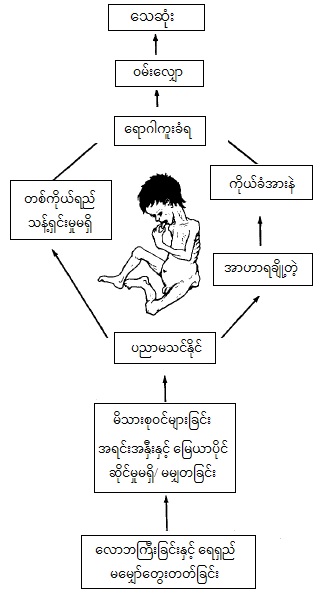 သေဆုံး
ဝမ်းလျှော
ရောဂါကူးခံရ
ကိုယ်ခံအားနဲ
တစ်ကိုယ်ရည်
သန့်ရှင်းမှုမရှိ
အာဟာရချို့တဲ့
ပညာမသင်နိုင်
မိသားစုဝင်များခြင်း
အရင်းအနှီးနှင့် မြေယာပိုင်
ဆိုင်မှုမရှိ/ မမျှတခြင်း
လောဘကြီးခြင်းနှင့် ရေရှည်
မမျှော်တွေးတတ်ခြင်း